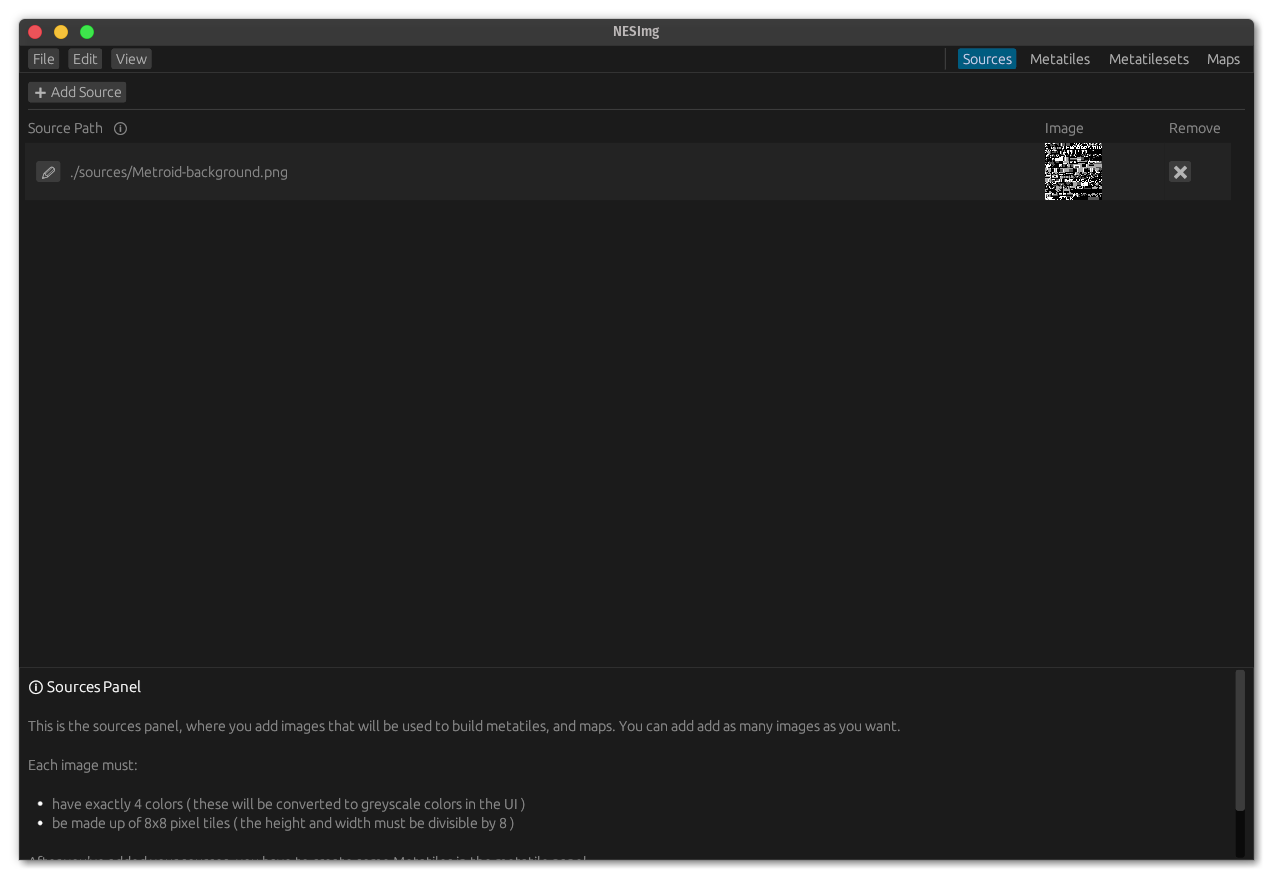 NESImg
File Edit View Sources Metatiles Metatilesets Maps
+ Add Source
Source Path Image Remove
./sources/Metroid-background.png
Sources Panel
This is the sources panel, where you add images that will be used to build metatiles, and maps. You can add add as many images as you want.
Each image must:
• have exactly 4 colors ( these will be converted to greyscale colors in the UI )
• be made up of 8x8 pixel tiles ( the height and width must be divisible by 8 )